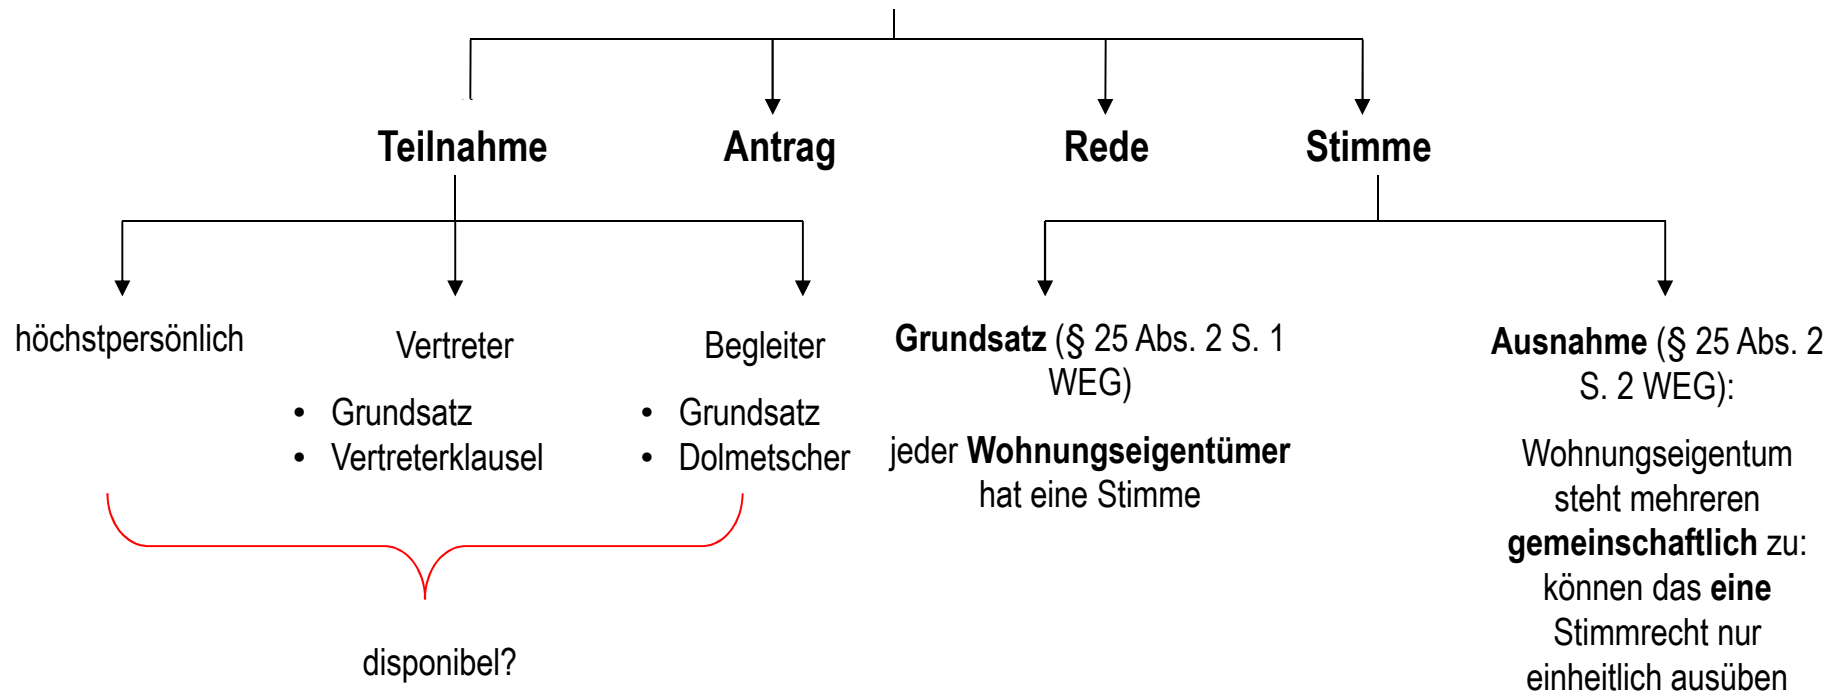 Teilnahme
Antrag
Rede
Stimme
höchstpersönlich
Vertreter
• Grundsatz
• Vertreterklausel
Begleiter
• Grundsatz
• Dolmetscher
disponibel?
Grundsatz (§ 25 Abs. 2 S. 1
WEG)
jeder Wohnungseigentümer
hat eine Stimme
Ausnahme (§ 25 Abs. 2
S. 2 WEG):
Wohnungseigentum
steht mehreren
gemeinschaftlich zu:
können das eine
Stimmrecht nur
einheitlich ausüben